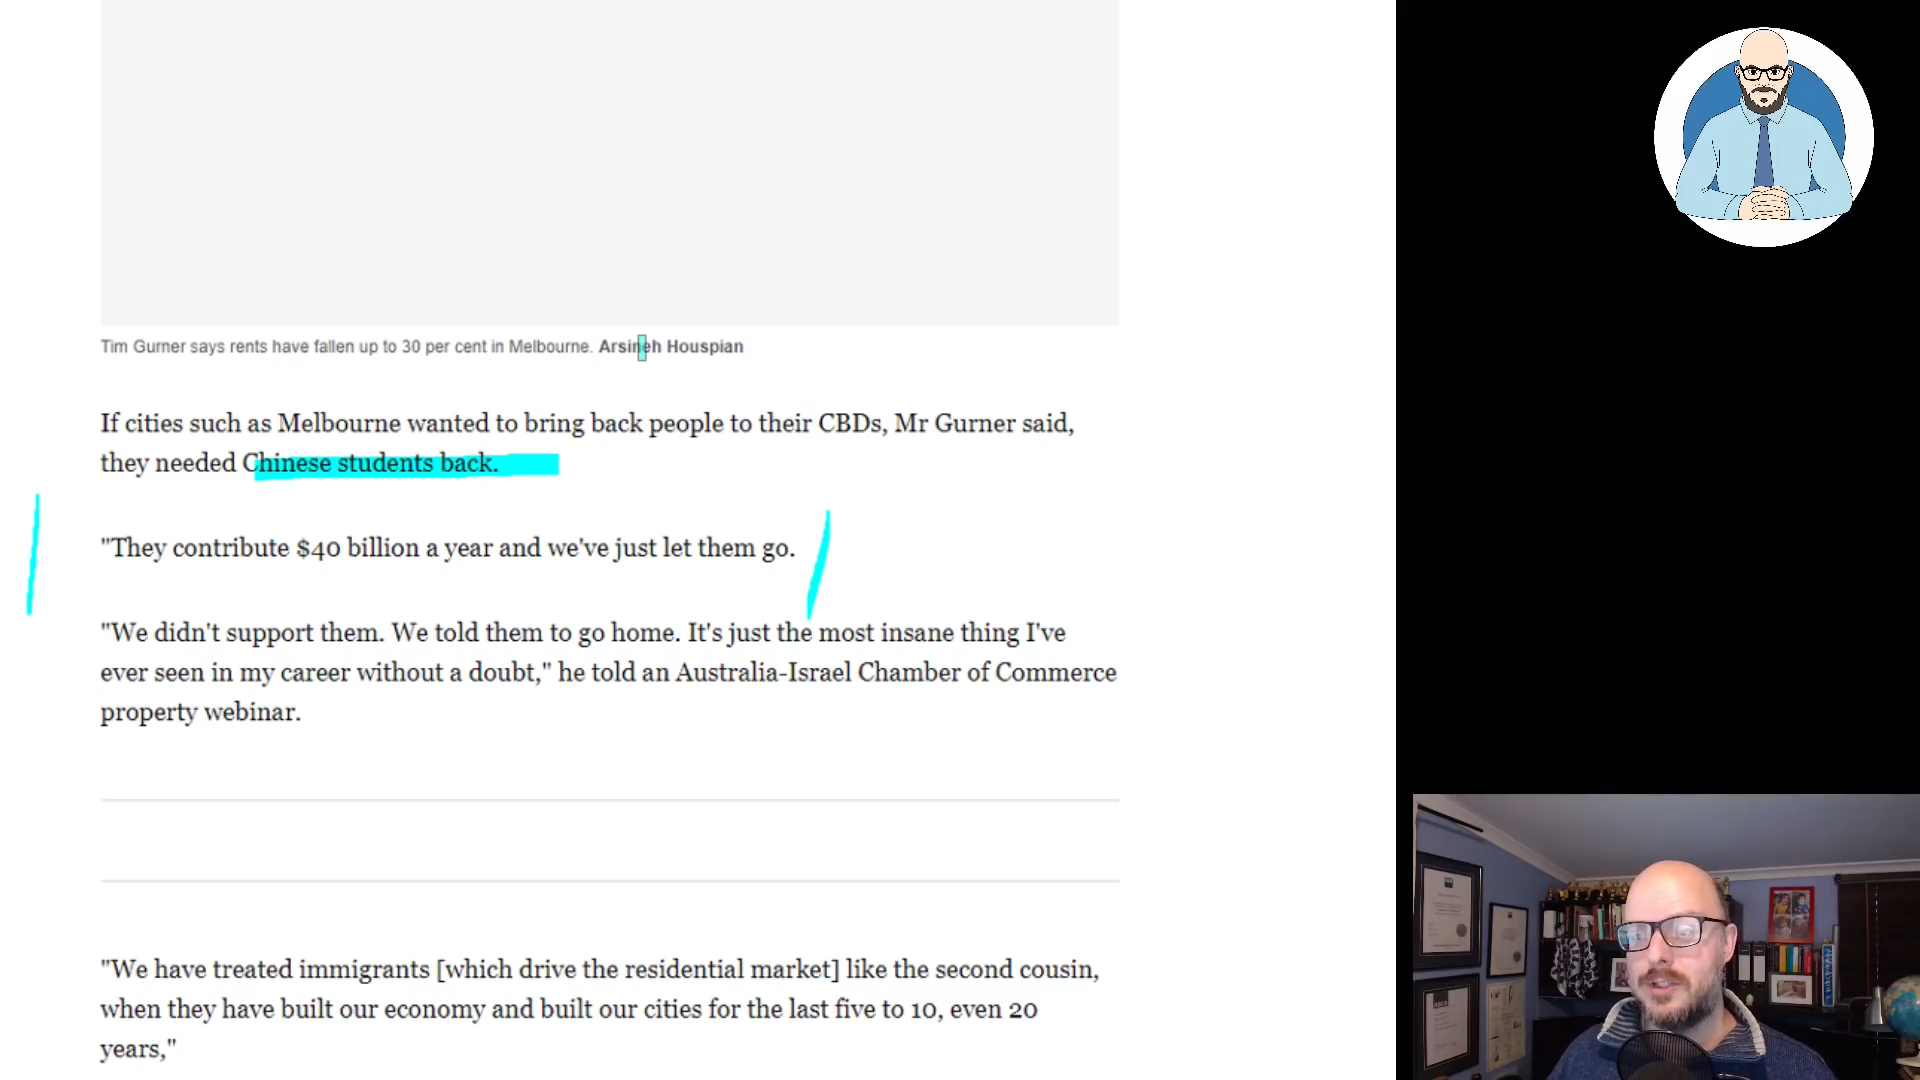 Tim Gurner says rents have fallen up to 30 per cent in Melbourne. Arsineh Houspian
If cities such as Melbourne wanted to bring back people to their CBDs, Mr Gurner said,
they needed Chinese students back.
"They contribute $40 billion a year and we've just let them go.
"We didn't support them. We told them to go home. It's just the most insane thing I've
ever seen in my career without a doubt," he told an Australia-Israel Chamber of Commerce
property webinar.
"We have treated immigrants [which drive the residential market] like the second cousin,
when they have built our economy and built our cities for the last five to 10, even 20
years,"